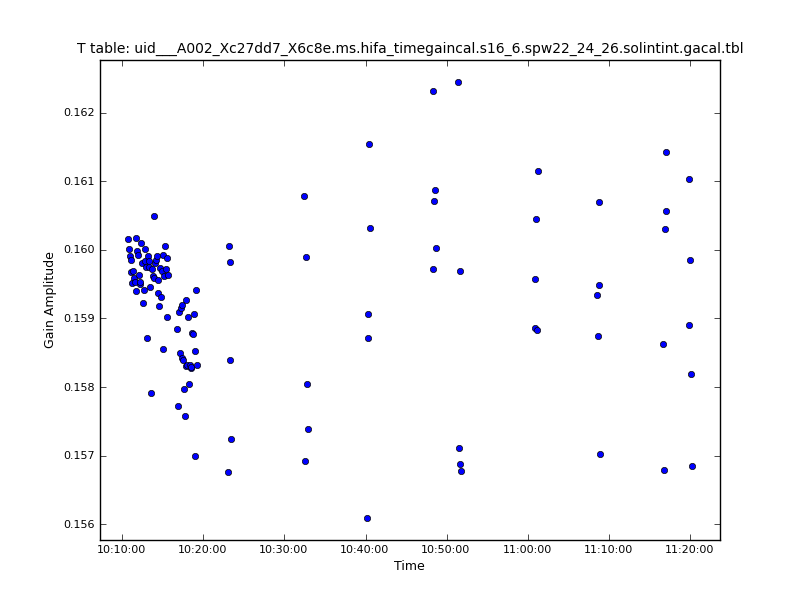 T table: uid___A002_Xc27dd7_X6c8e.ms.hifa_timegaincal.s16_6.spw22_24_26.solintint.gacal.tbl
Gain Amplitude
0.162
0.161
0.160
0.159
0.158
0.157
0.156
10:10:00 10:20:00 10:30:00 10:40:00 10:50:00 11:00:00 11:10:00 11:20:00
Time